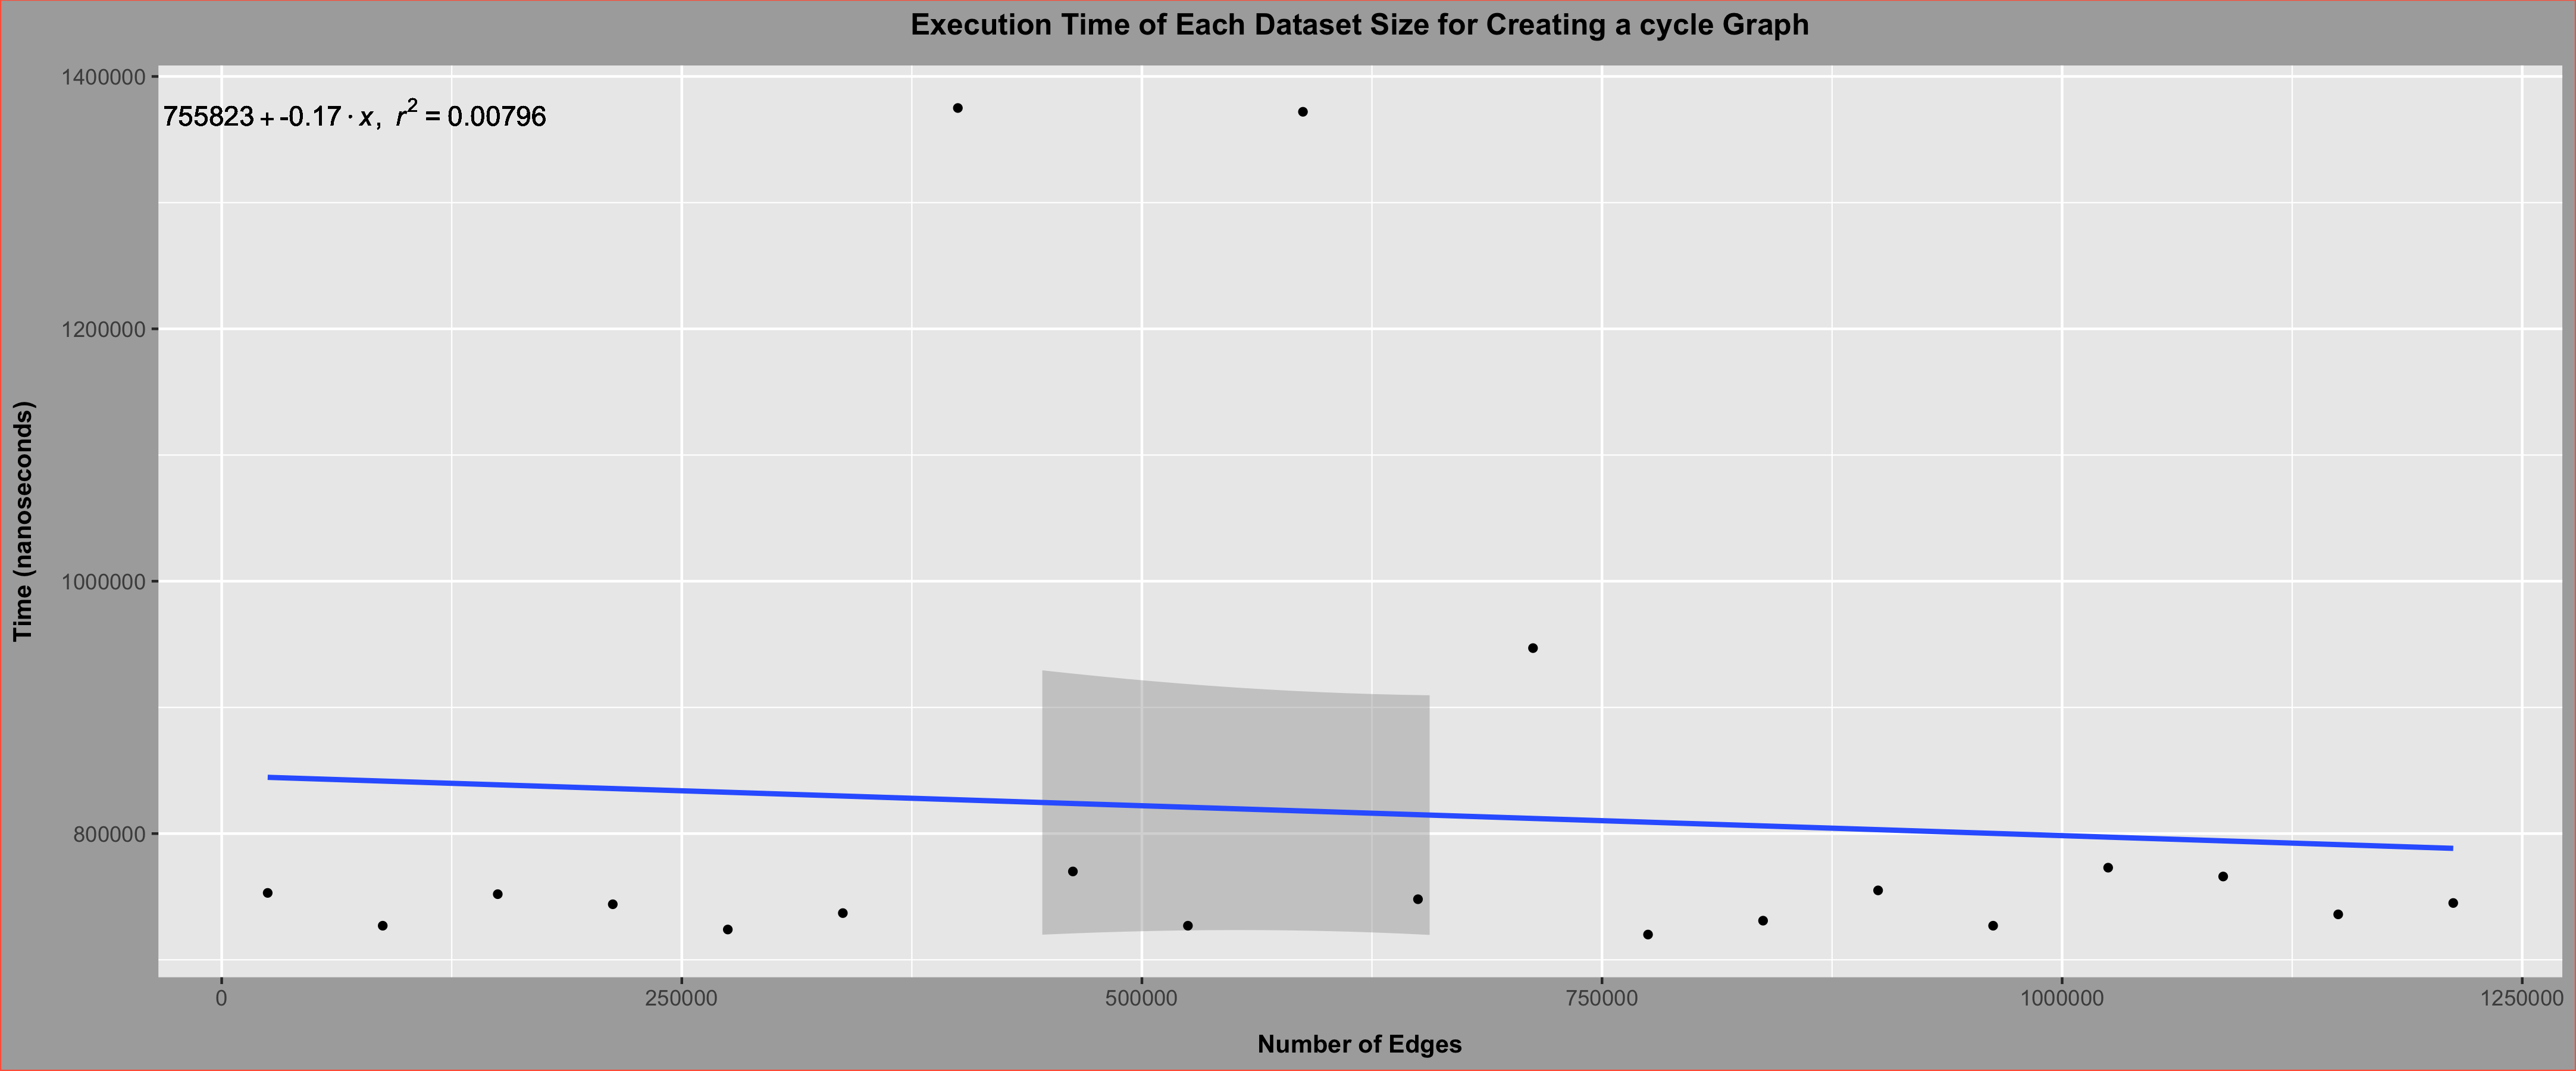 Execution Time of Each Dataset Size for Creating a cycle Graph
755823 + -0.17 · x, r² = 0.00796
1400000
1200000
1000000
800000
Time (nanoseconds)
0 250000 500000 750000 1000000 1250000
Number of Edges